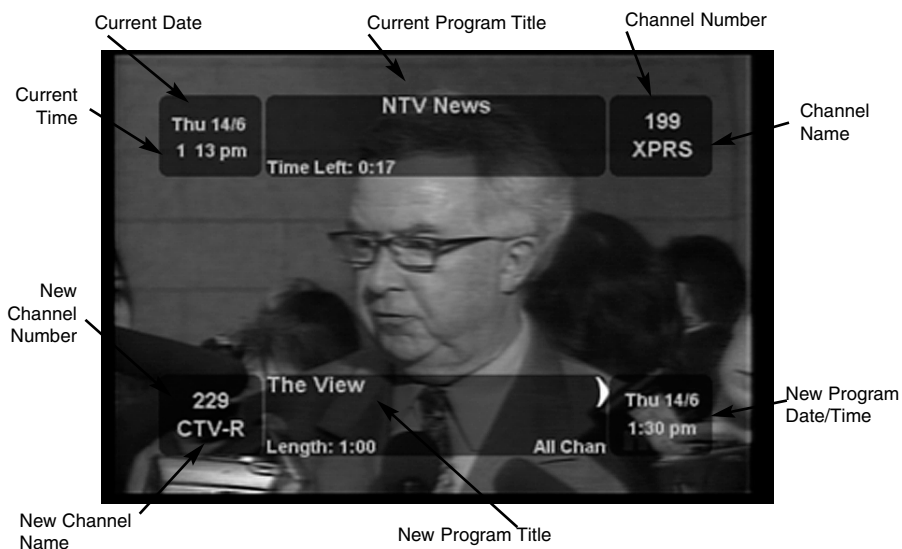 Current Date
Current Program Title
Channel Number
Current
Time
Channel
Name
Thu 14/6
1 13 pm
NTV News
Time Left: 0:17
199
XPRS
New
Channel
Number
229
CTV-R
The View
Length: 1:00
All Chan
Thu 14/6
1:30 pm
New Program
Date/Time
New Channel
Name
New Program Title